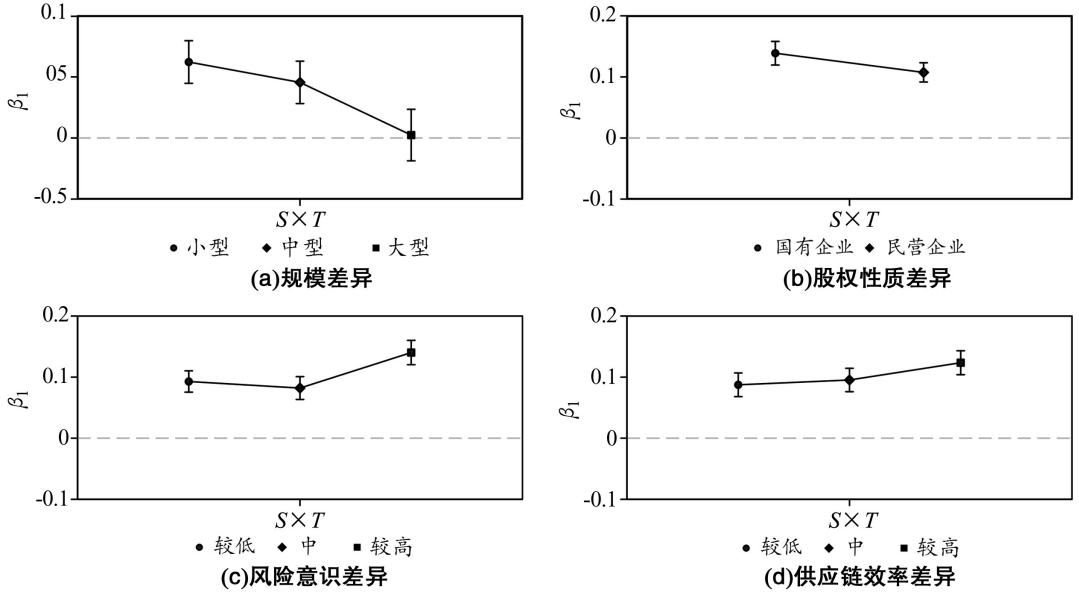 0.1
05
0
-0.5
β1
S×T
● 小型 ◆ 中型 ■ 大型
(a)规模差异
0.2
0.1
0
-0.1
β1
S×T
● 国有企业 ◆ 民营企业
(b)股权性质差异
0.2
0.1
0
-0.1
β1
S×T
● 较低 ◆ 中 ■ 较高
(c)风险意识差异
0.2
0.1
0
-0.1
β1
S×T
● 较低 ◆ 中 ■ 较高
(d)供应链效率差异